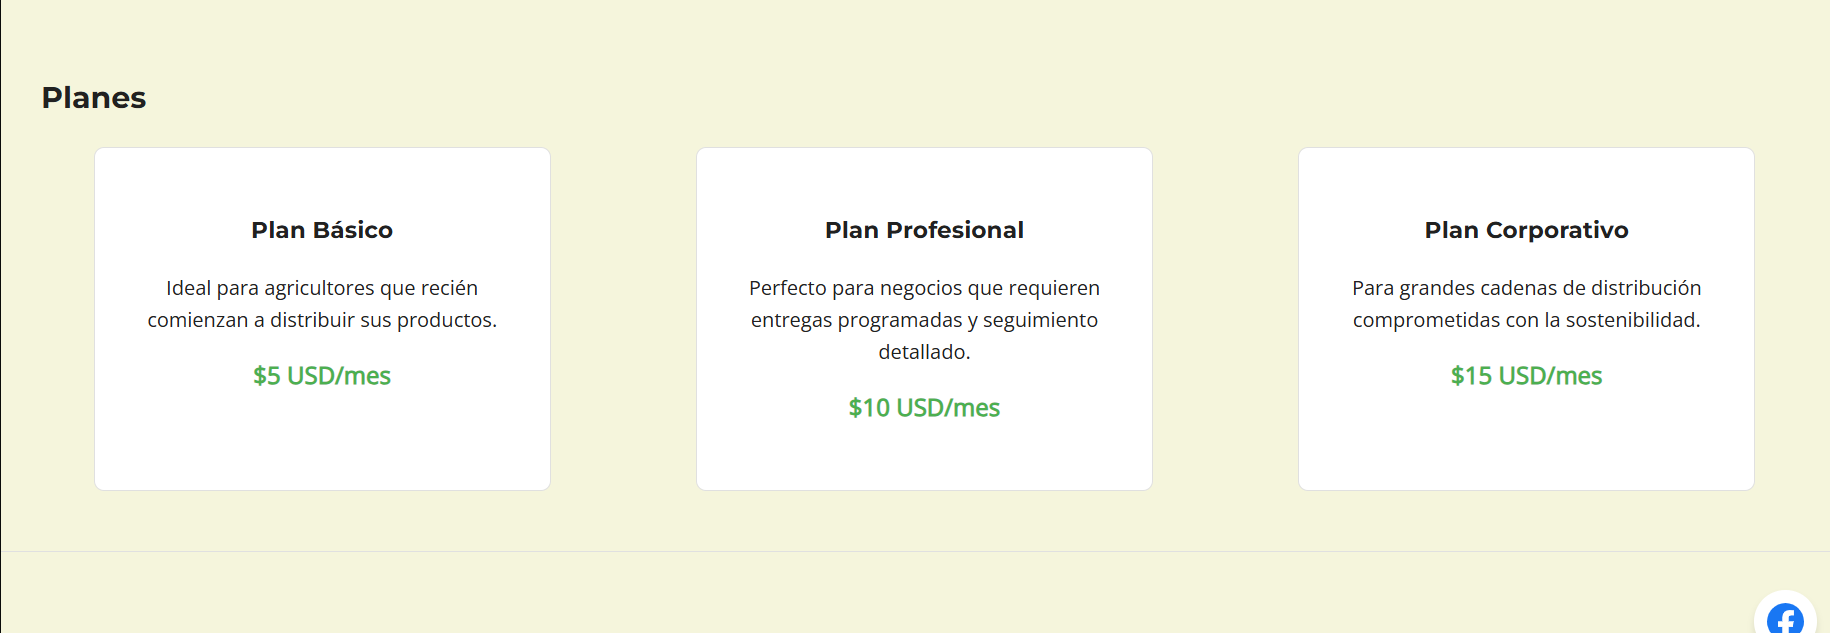 Planes
Plan Básico
Ideal para agricultores que recién
comienzan a distribuir sus productos.
$5 USD/mes
Plan Profesional
Perfecto para negocios que requieren
entregas programadas y seguimiento
detallado.
$10 USD/mes
Plan Corporativo
Para grandes cadenas de distribución
comprometidas con la sostenibilidad.
$15 USD/mes